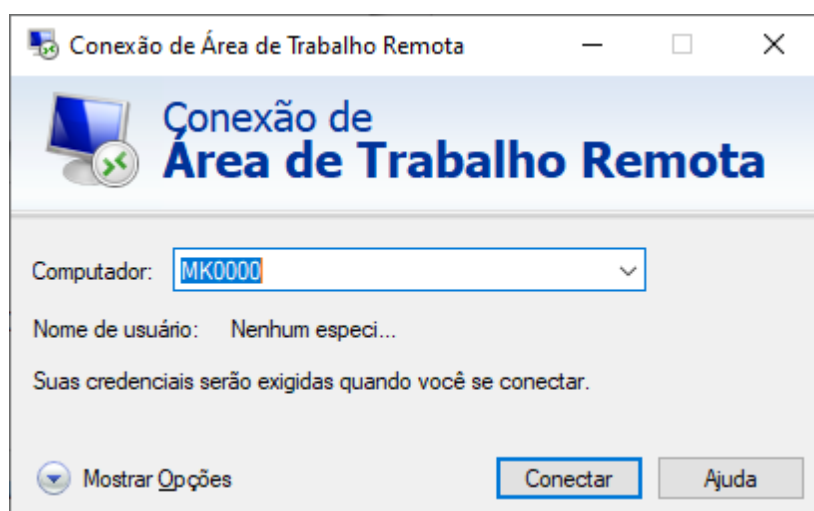 Conexão de Área de Trabalho Remota
Conexão de
Área de Trabalho Remota
Computador: MK0000
Nome de usuário: Nenhum especi...
Suas credenciais serão exigidas quando você se conectar.
Mostrar Opções Conectar Ajuda